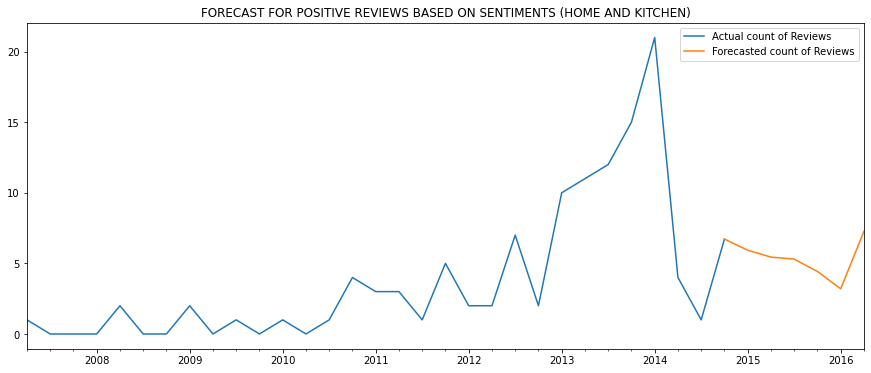 FORECAST FOR POSITIVE REVIEWS BASED ON SENTIMENTS (HOME AND KITCHEN)
Actual count of Reviews
Forecasted count of Reviews
20
15
10
5
0
2008 2009 2010 2011 2012 2013 2014 2015 2016